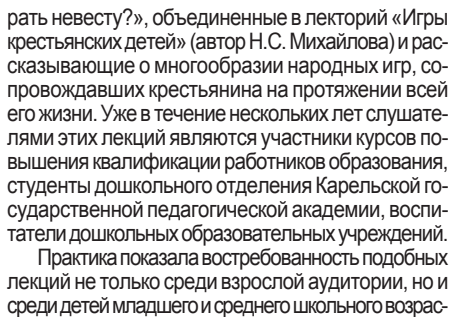 рать невесту?», объединенные в лекторий «Игры
крестьянских детей» (автор Н.С. Михайлова) и рас-
сказывающие о многообразии народных игр, со-
провождавших крестьянина на протяжении всей
его жизни. Уже в течение нескольких лет слушате-
лями этих лекций являются участники курсов по-
вышения квалификации работников образования,
студенты дошкольного отделения Карельской го-
сударственной педагогической академии, воспи-
татели дошкольных образовательных учреждений.
Практика показала востребованность подобных
лекций не только среди взрослой аудитории, но и
среди детей младшего и среднего школьного возрас-